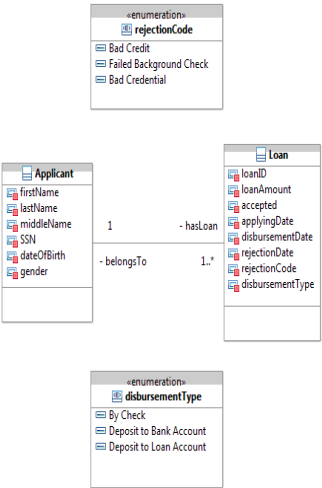 «enumeration»
rejectionCode
Bad Credit
Failed Background Check
Bad Credential
Applicant
firstName
lastName
middleName
SSN
dateOfBirth
gender
1
- hasLoan
- belongsTo
1..*
Loan
loanID
loanAmount
accepted
applyingDate
disbursementDate
rejectionDate
rejectionCode
disbursementType
«enumeration»
disbursementType
By Check
Deposit to Bank Account
Deposit to Loan Account